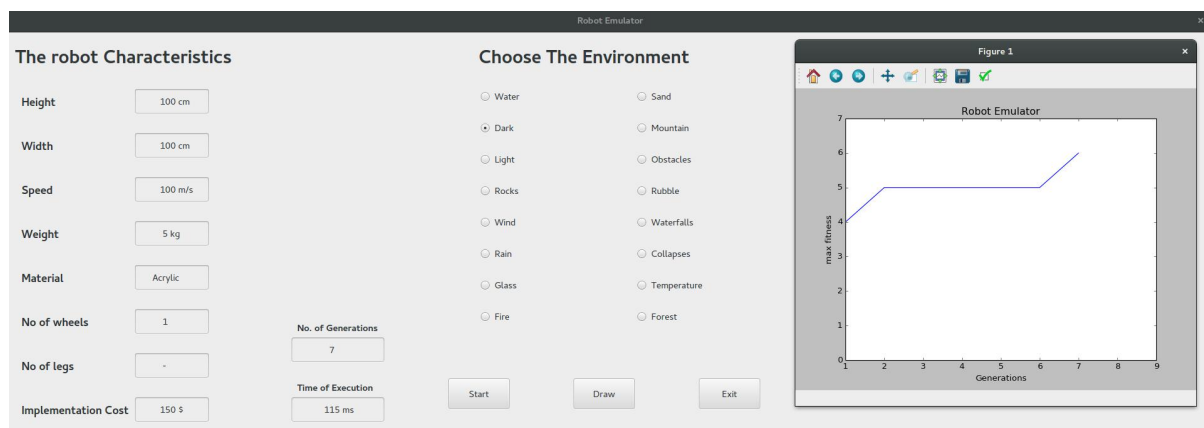 Robot Emulator
The robot Characteristics
Height 100 cm
Width 100 cm
Speed 100 m/s
Weight 5 kg
Material Acrylic
No of wheels 1
No of legs -
Implementation Cost 150 $
No. of Generations
7
Time of Execution
115 ms
Choose The Environment
Water Sand
Dark Mountain
Light Obstacles
Rocks Rubble
Wind Waterfalls
Rain Collapses
Glass Temperature
Fire Forest
Start Draw Exit
Figure 1
Robot Emulator
max fitness
7
6
5
4
3
2
1
0
1 2 3 4 5 6 7 8 9
Generations